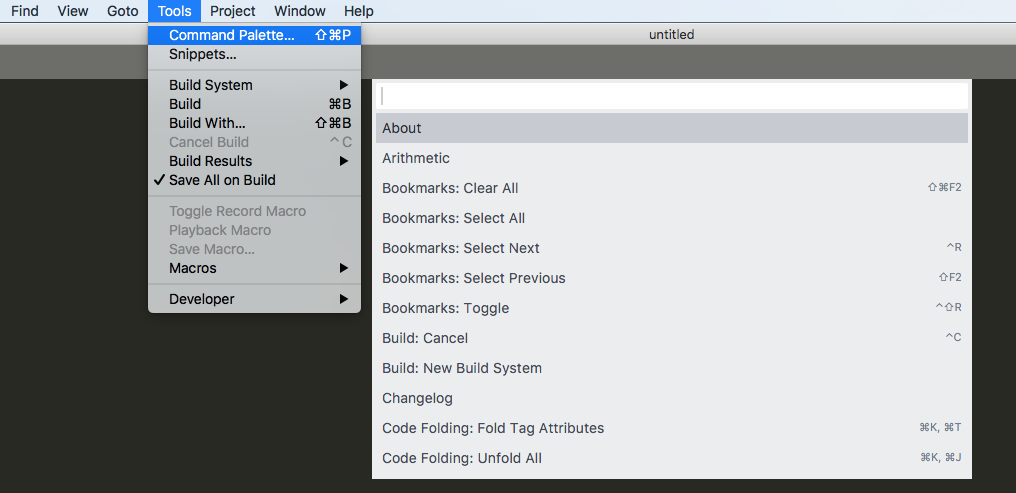 Find View Goto Tools Project Window Help
untitled
Command Palette... ⇧⌘P
Snippets...
Build System ▶
Build ⌘B
Build With... ⇧⌘B
Cancel Build ^C
Build Results ▶
✓ Save All on Build
Toggle Record Macro
Playback Macro
Save Macro...
Macros ▶
Developer ▶
About
Arithmetic
Bookmarks: Clear All ⇧⌘F2
Bookmarks: Select All
Bookmarks: Select Next ^R
Bookmarks: Select Previous ⇧F2
Bookmarks: Toggle ^⇧R
Build: Cancel ^C
Build: New Build System
Changelog
Code Folding: Fold Tag Attributes ⌘K, ⌘T
Code Folding: Unfold All ⌘K, ⌘J